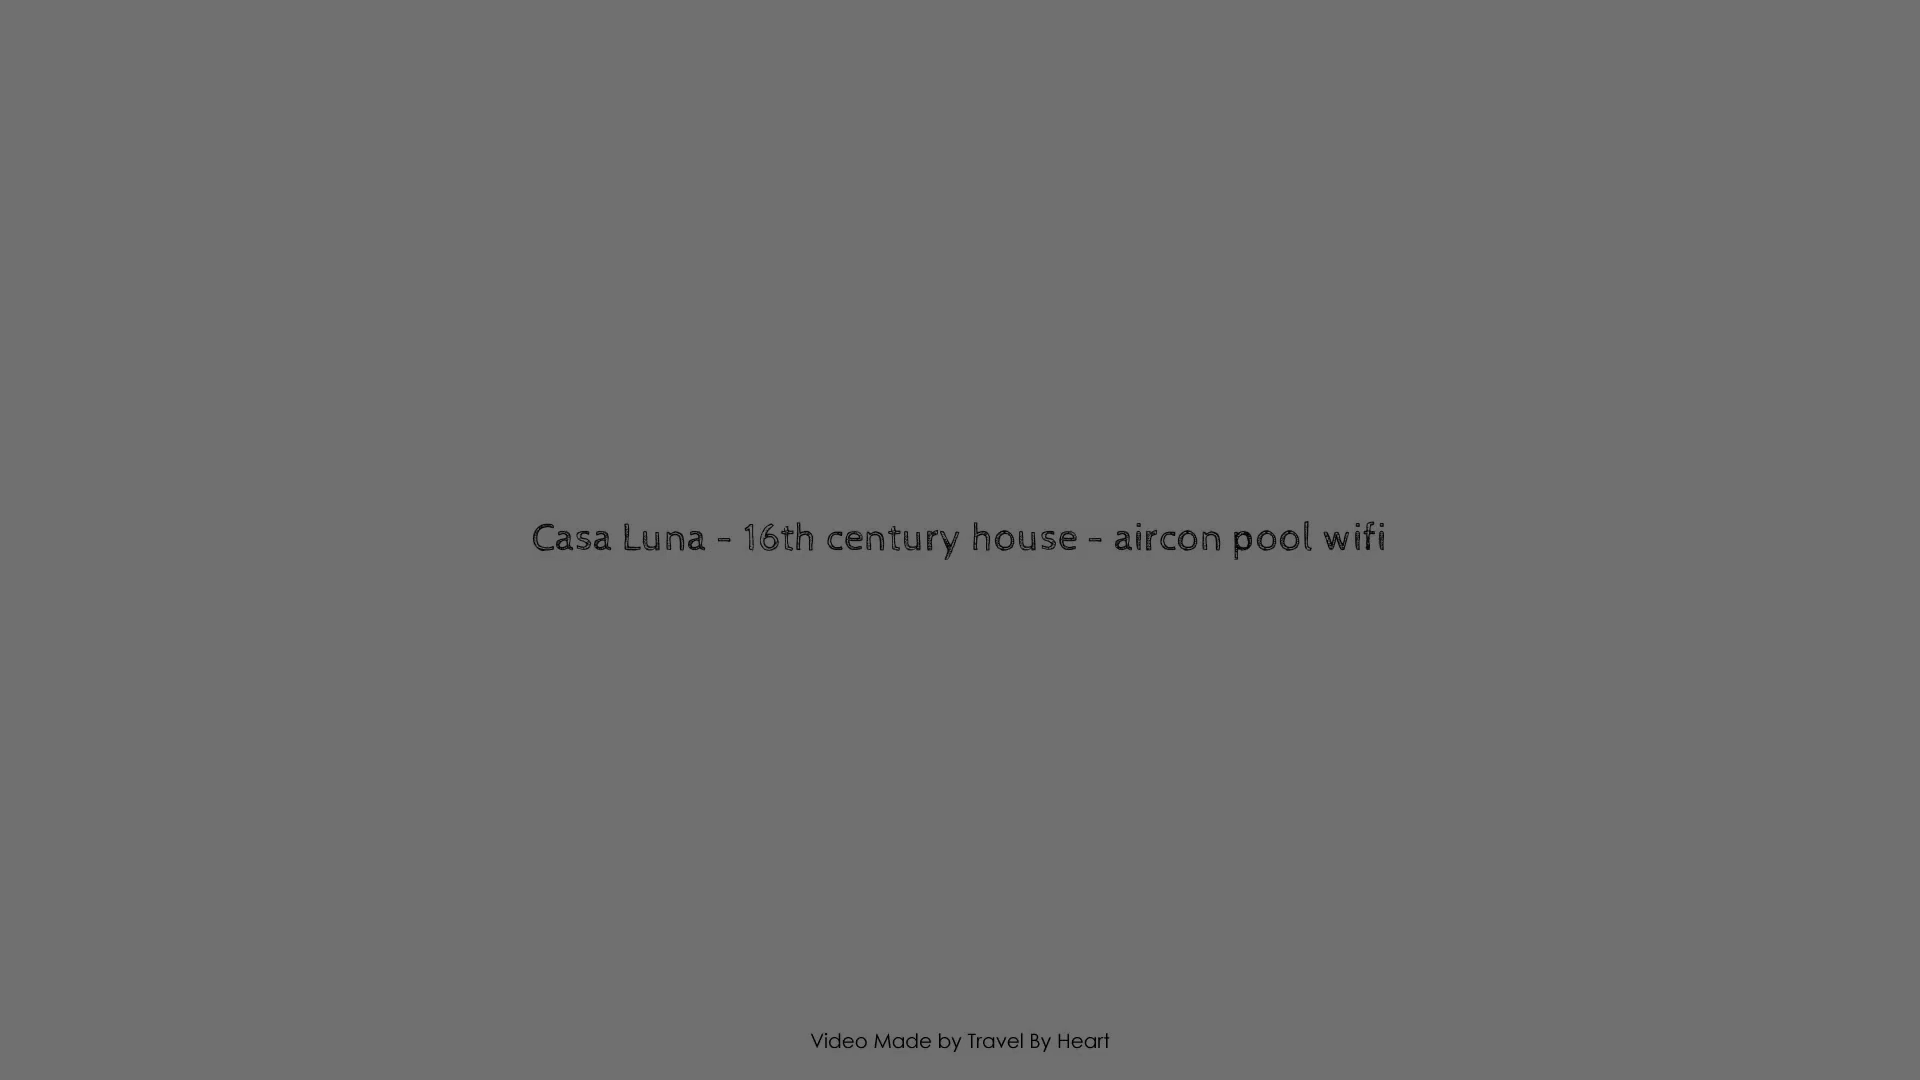 Casa Luna - 16th century house - aircon pool wifi
Video Made by Travel By Heart